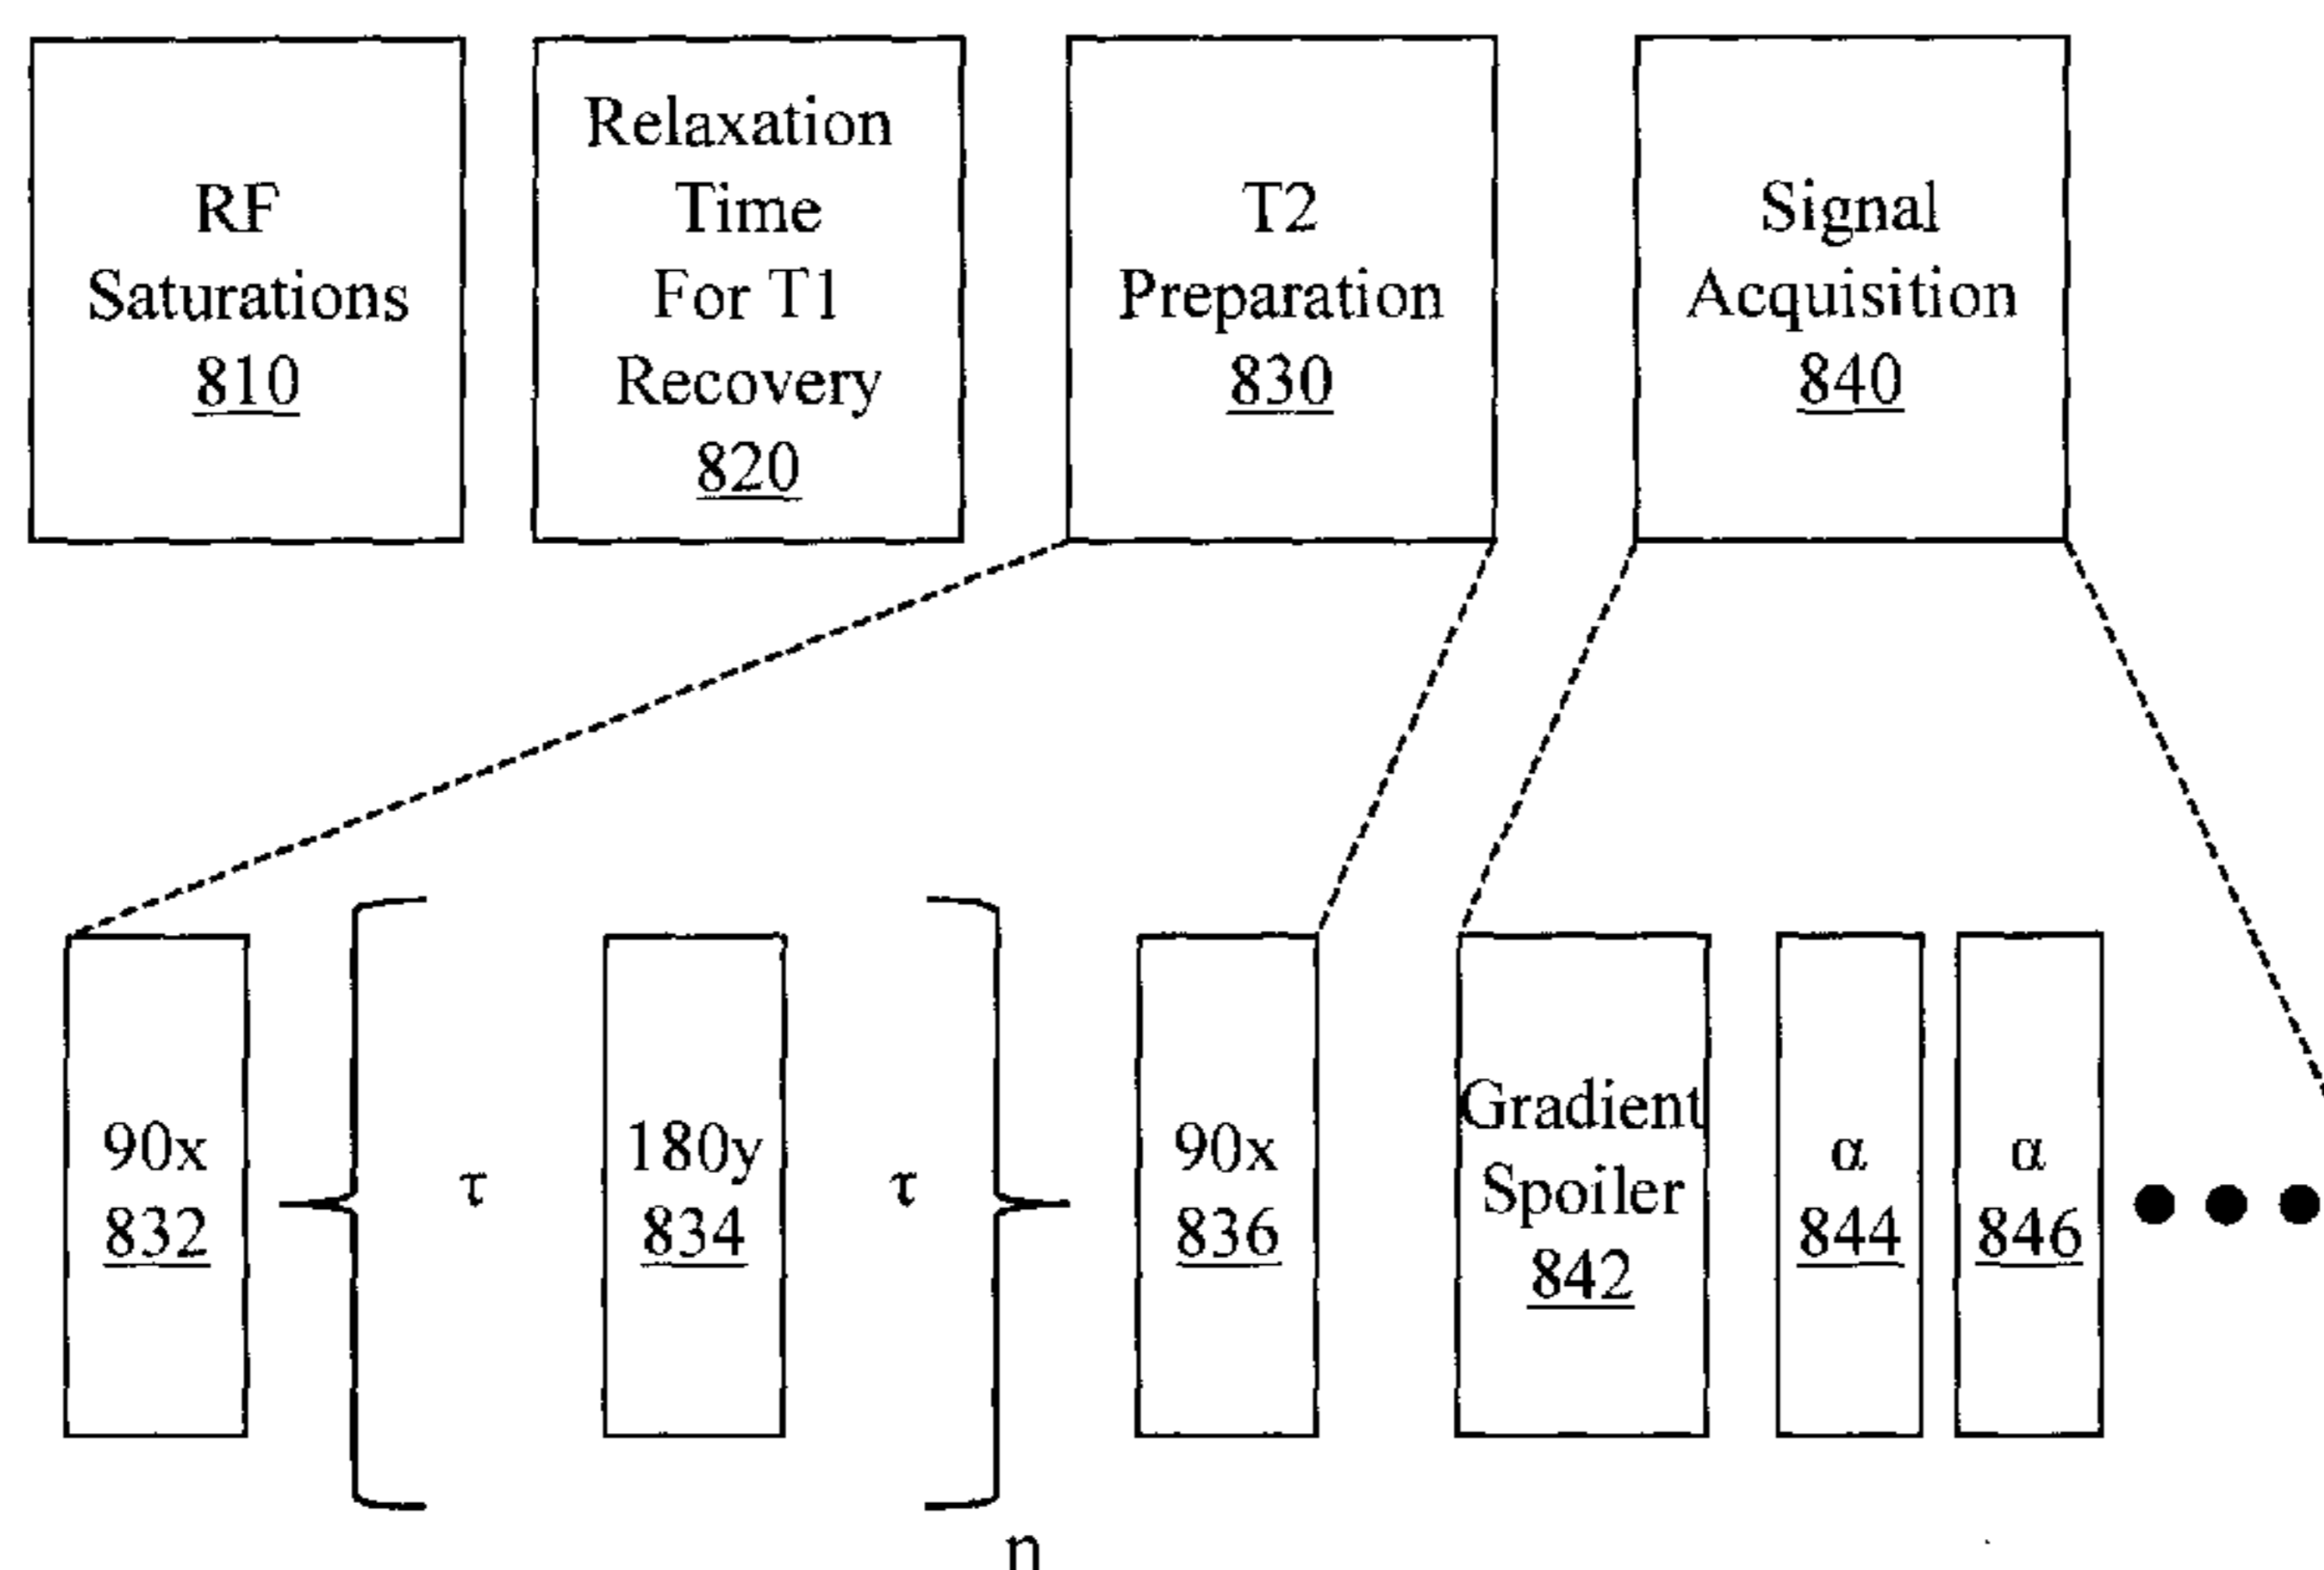 RF
Saturations
810
Relaxation
Time
For T1
Recovery
820
T2
Preparation
830
Signal
Acquisition
840
90x
832
τ
180y
834
τ
n
90x
836
Gradient
Spoiler
842
α
844
α
846